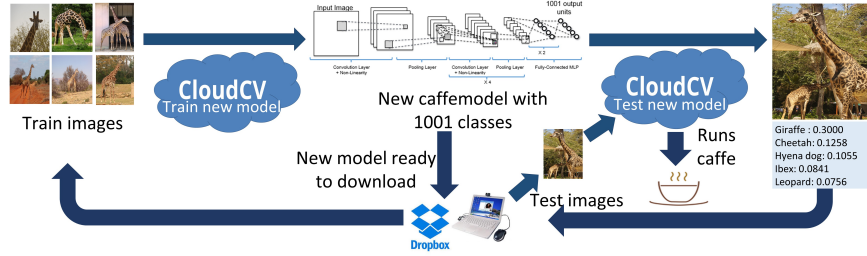 Train images
CloudCV
Train new model
Input Image
1001 output
units
X 2
Convolution Layer
+ Non-Linearity
Pooling Layer
Convolution Layer
+ Non-Linearity
Pooling Layer
Fully-Connected MLP
X 4
New caffemodel with
1001 classes
New model ready
to download
Dropbox
Test images
CloudCV
Test new model
Runs
caffe
Giraffe : 0.3000
Cheetah: 0.1258
Hyena dog: 0.1055
Ibex: 0.0841
Leopard: 0.0756